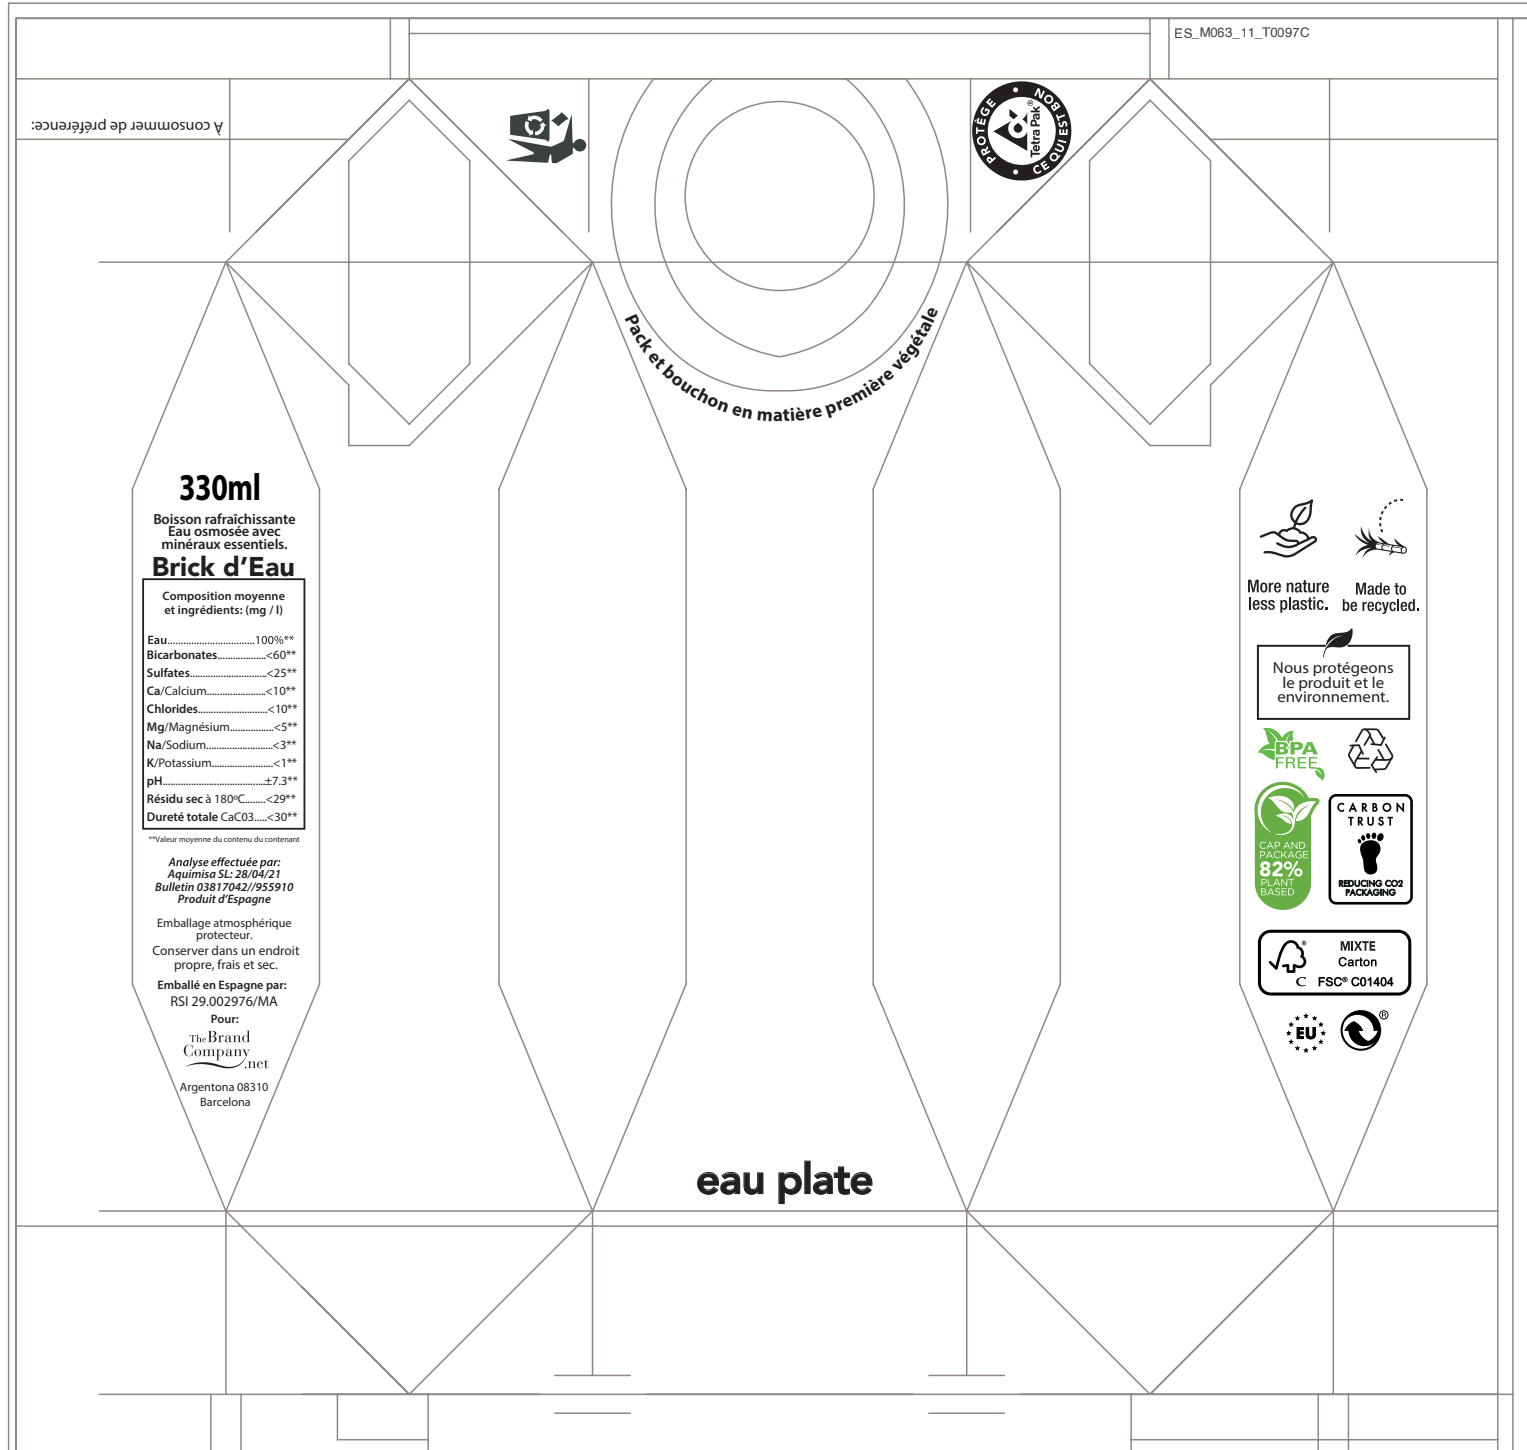 ES_M063_11_T0097C
À consommer de préférence:
PROTÈGE
CE QUI EST BON
Tetra Pak®
Pack et bouchon en matière première végétale
330ml
Boisson rafraîchissante
Eau osmosée avec
minéraux essentiels.
Brick d’Eau
Composition moyenne
et ingrédients: (mg / l)
Eau.................................100%**
Bicarbonates...................<60**
Sulfates.............................<25**
Ca/Calcium......................<10**
Chlorides..........................<10**
Mg/Magnésium.................<5**
Na/Sodium.........................<3**
K/Potassium.......................<1**
pH.......................................±7.3**
Résidu sec à 180ºC........<29**
Dureté totale CaC03.....<30**
**Valeur moyenne du contenu du contenant
Analyse effectuée par:
Aquimisa SL: 28/04/21
Bulletin 03817042//955910
Produit d’Espagne
Emballage atmosphérique
protecteur.
Conserver dans un endroit
propre, frais et sec.
Emballé en Espagne par:
RSI 29.002976/MA
Pour:
The Brand
Company
.net
Argentona 08310
Barcelona
eau plate
More nature
less plastic.
Made to
be recycled.
Nous protégeons
le produit et le
environnement.
BPA
FREE
CAP AND
PACKAGE
82%
PLANT
BASED
CARBON
TRUST
REDUCING CO2
PACKAGING
MIXTE
Carton
C FSC® C01404
EU
®